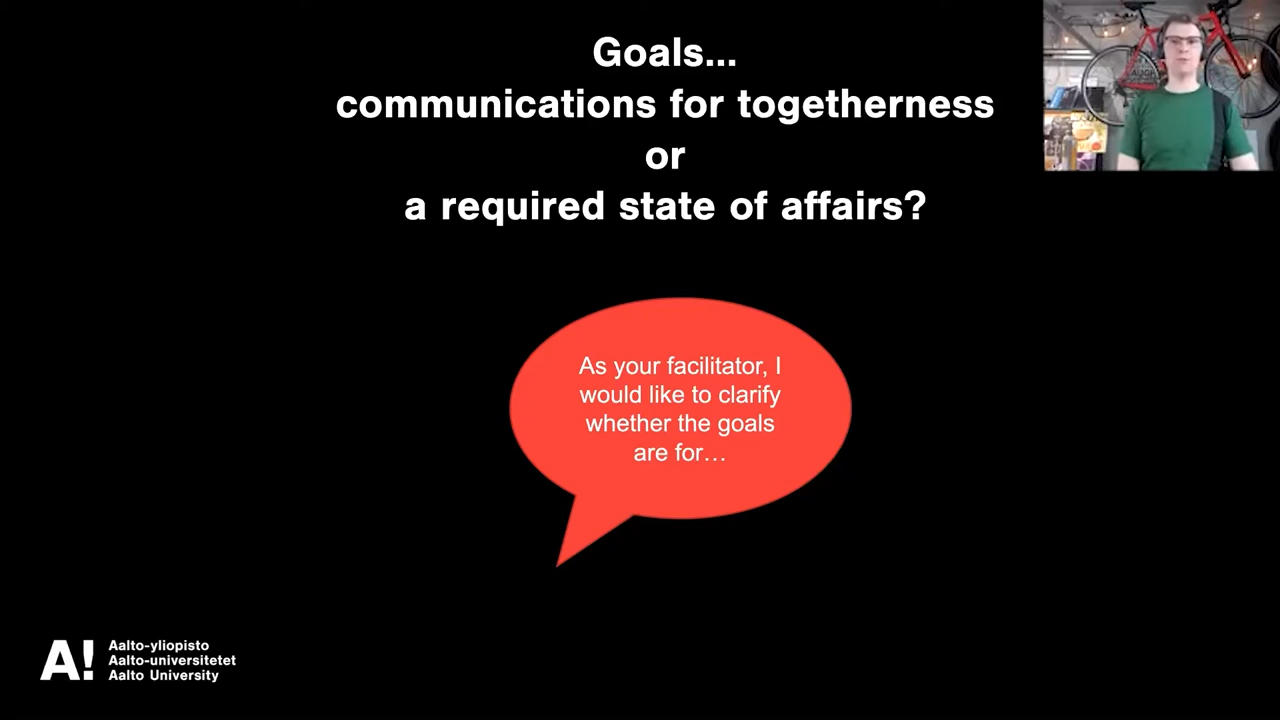 Goals...
communications for togetherness
or
a required state of affairs?
As your facilitator, I
would like to clarify
whether the goals
are for…
A!
Aalto-yliopisto
Aalto-universitetet
Aalto University